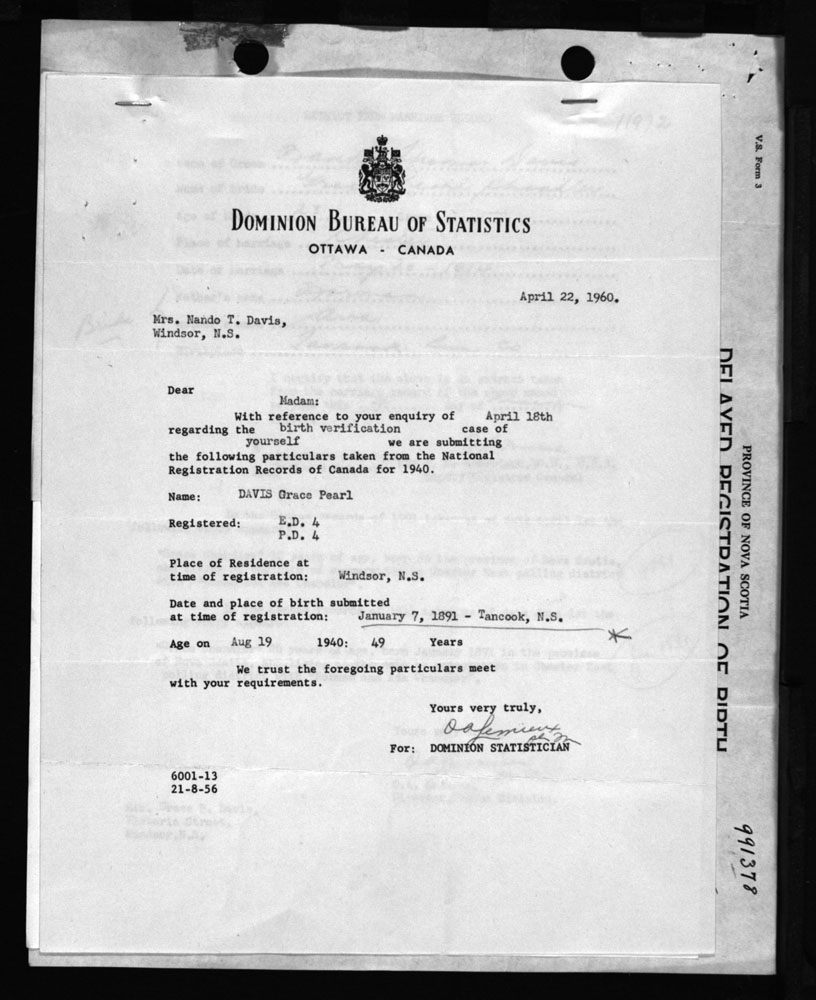 DOMINION BUREAU OF STATISTICS
OTTAWA - CANADA
April 22, 1960.
Mrs. Nando T. Davis,
Windsor, N.S.
Dear
Madam:
With reference to your enquiry of April 18th
regarding the birth verification case of
yourself we are submitting
the following particulars taken from the National
Registration Records of Canada for 1940.
Name: DAVIS Grace Pearl
Registered: E.D. 4
P.D. 4
Place of Residence at
time of registration: Windsor, N.S.
Date and place of birth submitted
at time of registration: January 7, 1891 - Tancook, N.S.
Age on Aug 19 1940: 49 Years
We trust the foregoing particulars meet
with your requirements.
Yours very truly,
For: DOMINION STATISTICIAN
6001-13
21-8-56
V.S. Form 3
PROVINCE OF NOVA SCOTIA
DELAYED REGISTRATION OF BIRTH
991378